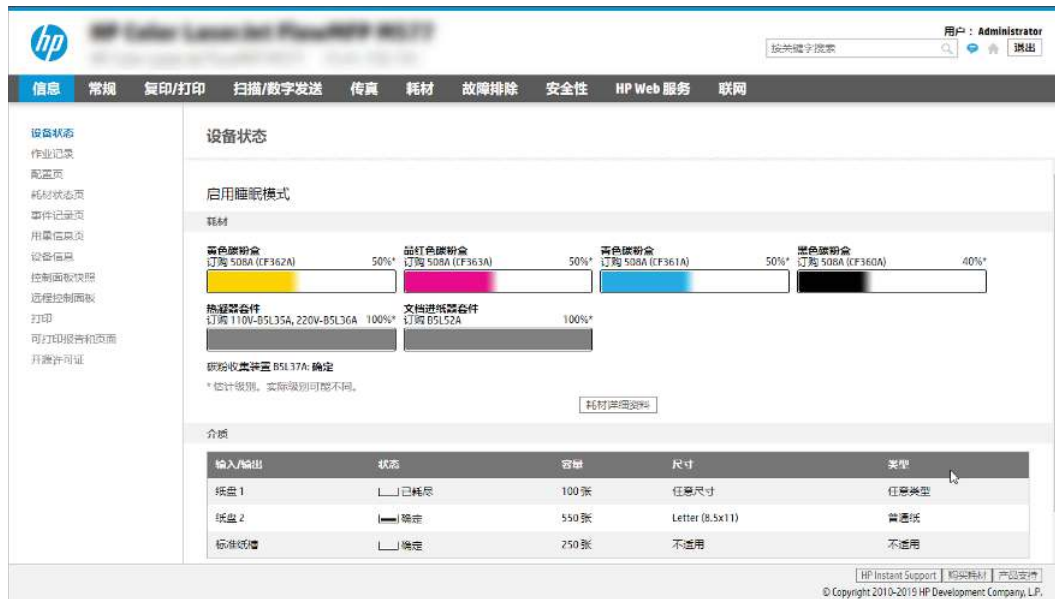 hp
用户：Administrator
按关键字搜索
退出
信息 常规 复印/打印 扫描/数字发送 传真 耗材 故障排除 安全性 HP Web 服务 联网
设备状态
作业记录
配置页
耗材状态页
事件记录页
用量信息页
设备信息
控制面板快照
远程控制面板
打印
可打印报告和页面
开源许可证
设备状态
启用睡眠模式
耗材
黄色碳粉盒 品红色碳粉盒 青色碳粉盒 黑色碳粉盒
订购 508A (CF362A) 50%* 订购 508A (CF363A) 50%* 订购 508A (CF361A) 50%* 订购 508A (CF360A) 40%*
热凝器套件 文档进纸器套件
订购 110V-B5L35A, 220V-B5L36A 100%* 订购 B5L52A 100%*
碳粉收集装置 B5L37A: 确定
* 估计级别。实际级别可能不同。
耗材详细资料
介质
输入/输出 状态 容量 尺寸 类型
纸盘 1 已耗尽 100 张 任意尺寸 任意类型
纸盘 2 确定 550 张 Letter (8.5x11) 普通纸
标准纸槽 确定 250 张 不适用 不适用
HP Instant Support 购买耗材 产品支持
© Copyright 2010-2019 HP Development Company, L.P.